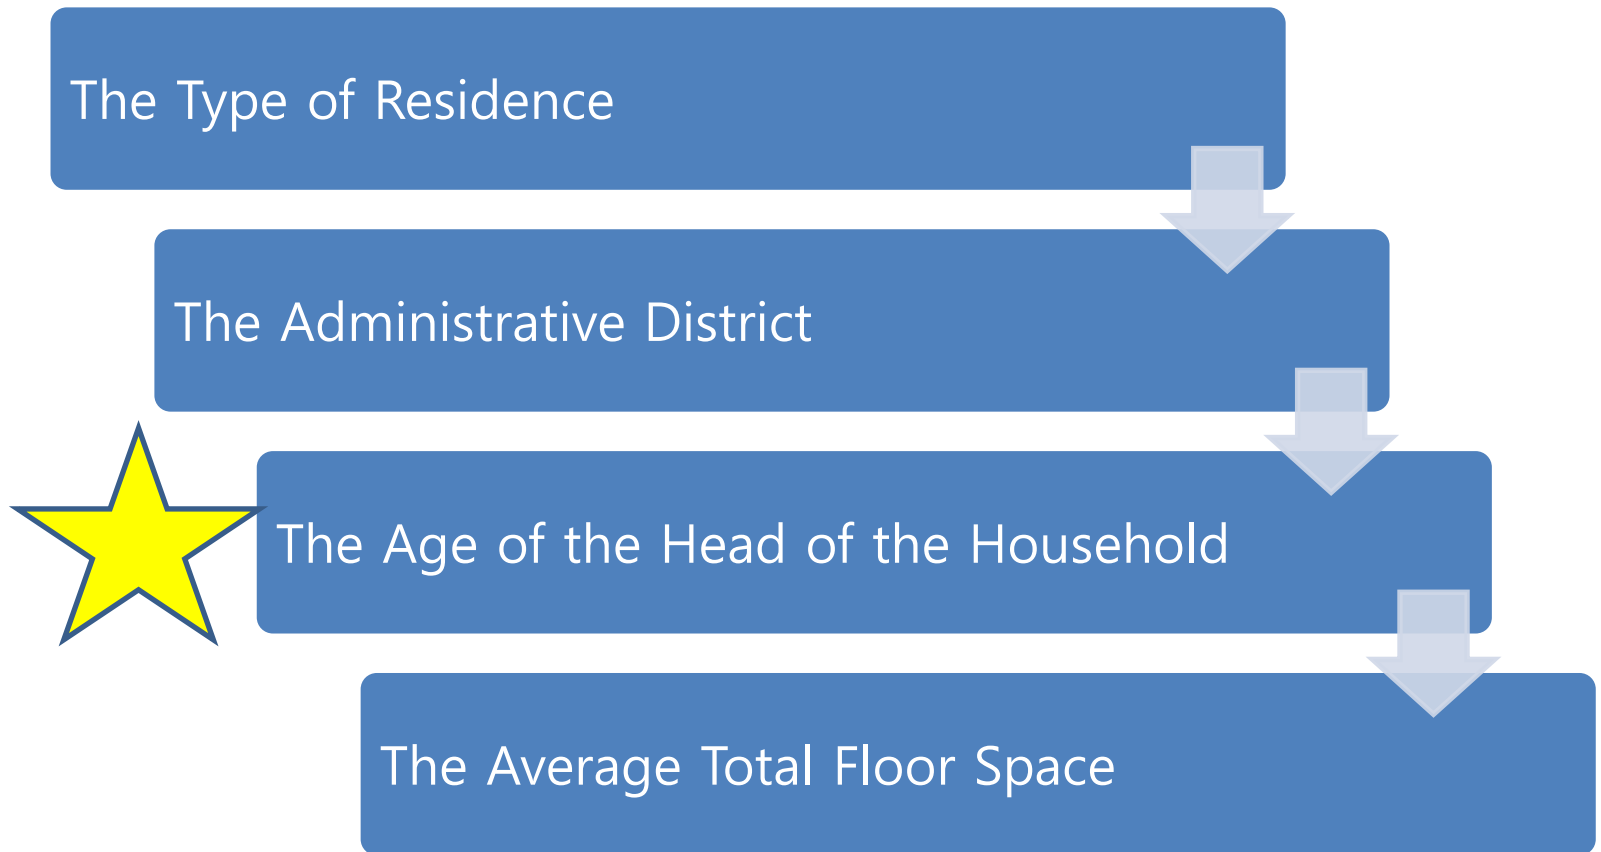 The Type of Residence
The Administrative District
The Age of the Head of the Household
The Average Total Floor Space